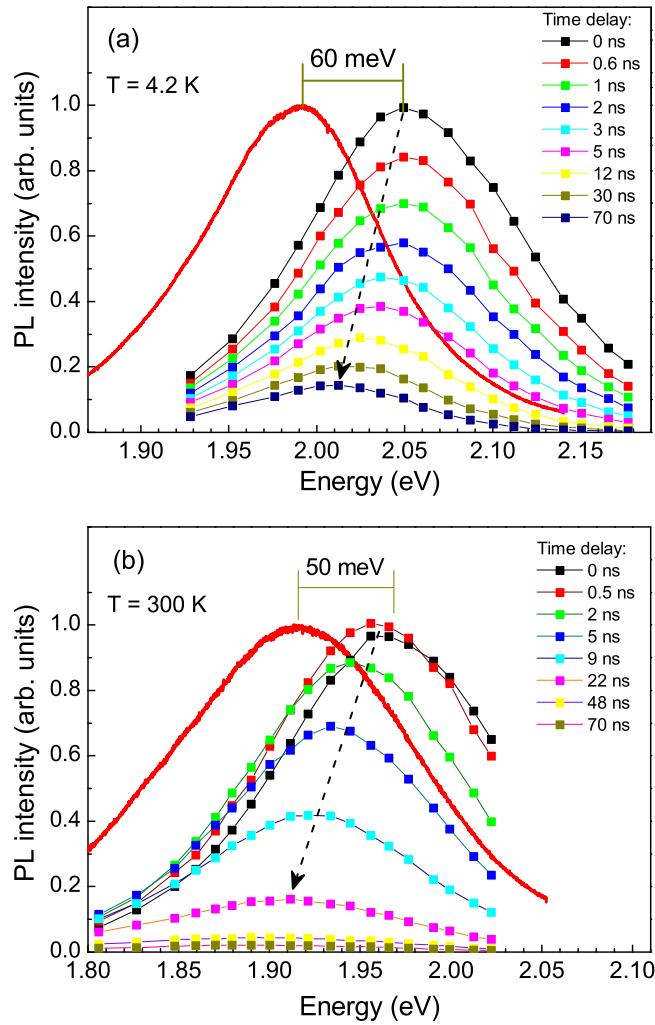 (a)
60 meV
T = 4.2 K
Time delay:
0 ns
0.6 ns
1 ns
2 ns
3 ns
5 ns
12 ns
30 ns
70 ns
PL intensity (arb. units)
1.0
0.8
0.6
0.4
0.2
0.0
1.90
1.95
2.00
2.05
2.10
2.15
Energy (eV)
(b)
50 meV
T = 300 K
Time delay:
0 ns
0.5 ns
2 ns
5 ns
9 ns
22 ns
48 ns
70 ns
PL intensity (arb. units)
1.0
0.8
0.6
0.4
0.2
0.0
1.80
1.85
1.90
1.95
2.00
2.05
2.10
Energy (eV)